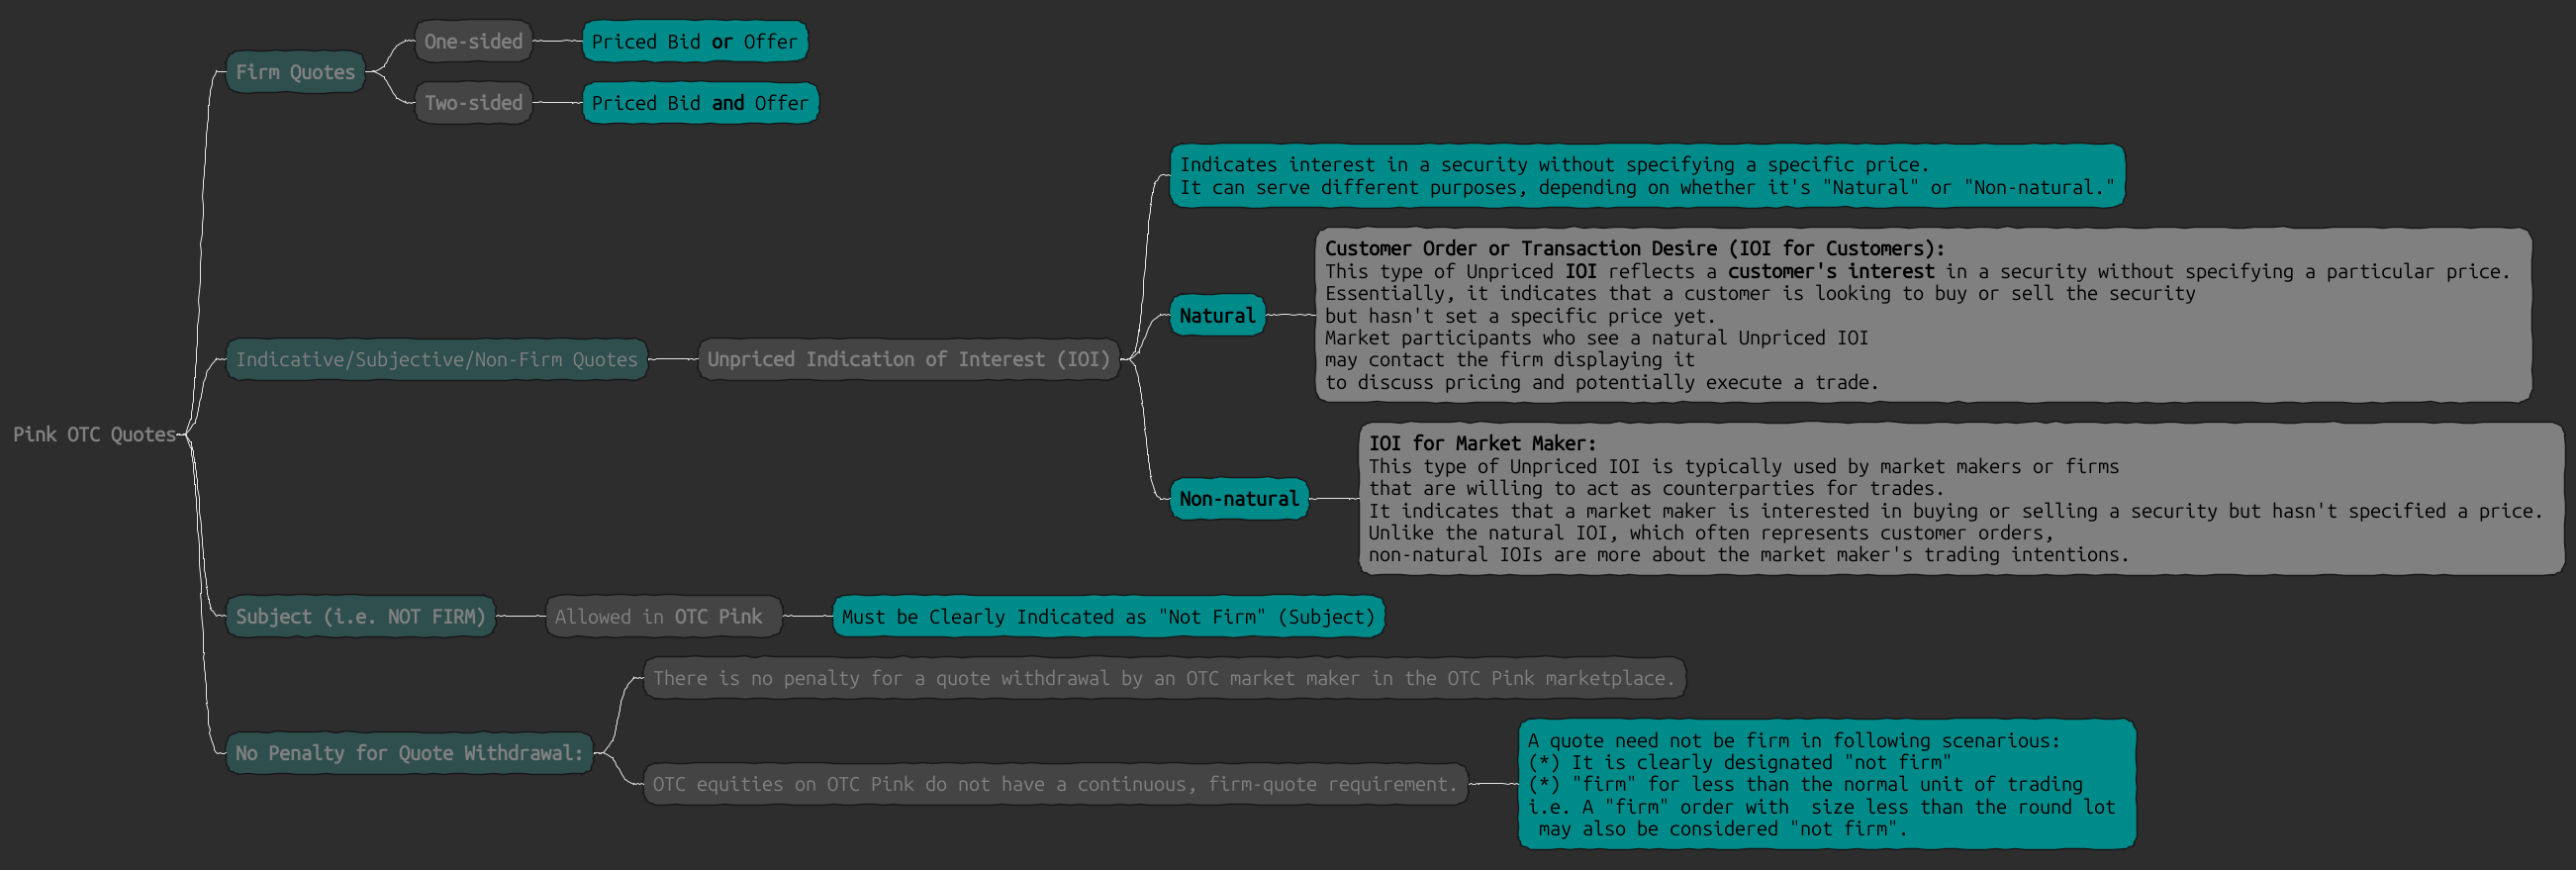 Pink OTC Quotes
Firm Quotes
One-sided
Priced Bid or Offer
Two-sided
Priced Bid and Offer
Indicative/Subjective/Non-Firm Quotes
Unpriced Indication of Interest (IOI)
Indicates interest in a security without specifying a specific price.
It can serve different purposes, depending on whether it's "Natural" or "Non-natural."
Natural
Customer Order or Transaction Desire (IOI for Customers):
This type of Unpriced IOI reflects a customer's interest in a security without specifying a particular price.
Essentially, it indicates that a customer is looking to buy or sell the security
but hasn't set a specific price yet.
Market participants who see a natural Unpriced IOI
may contact the firm displaying it
to discuss pricing and potentially execute a trade.
Non-natural
IOI for Market Maker:
This type of Unpriced IOI is typically used by market makers or firms
that are willing to act as counterparties for trades.
It indicates that a market maker is interested in buying or selling a security but hasn't specified a price.
Unlike the natural IOI, which often represents customer orders,
non-natural IOIs are more about the market maker's trading intentions.
Subject (i.e. NOT FIRM)
Allowed in OTC Pink
Must be Clearly Indicated as "Not Firm" (Subject)
No Penalty for Quote Withdrawal:
There is no penalty for a quote withdrawal by an OTC market maker in the OTC Pink marketplace.
OTC equities on OTC Pink do not have a continuous, firm-quote requirement.
A quote need not be firm in following scenarious:
(*) It is clearly designated "not firm"
(*) "firm" for less than the normal unit of trading
i.e. A "firm" order with  size less than the round lot
may also be considered "not firm".